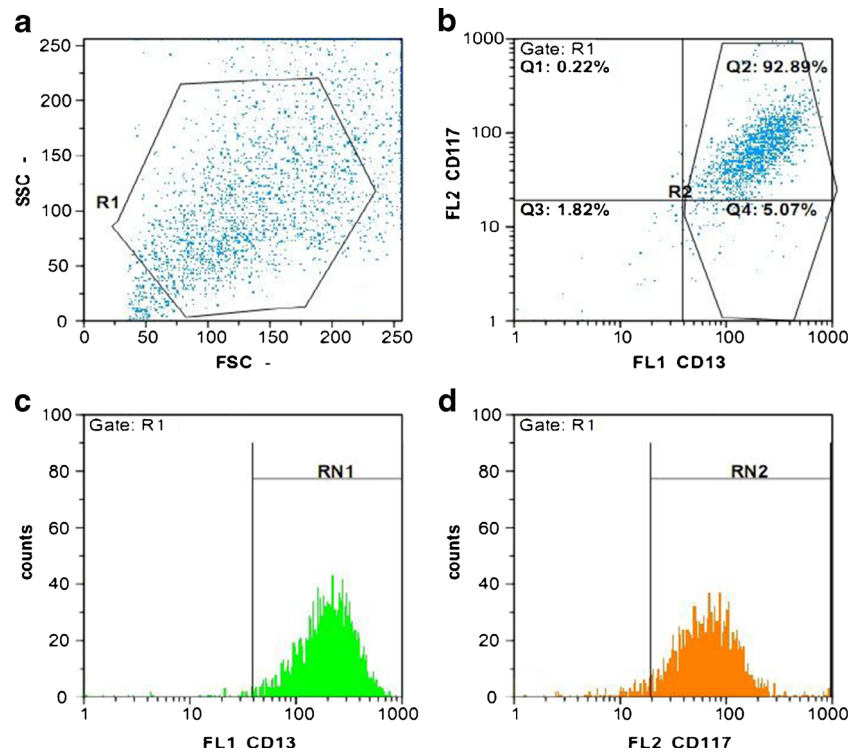 a
250
200
150
100
50
0
SSC -
R1
0 50 100 150 200 250
FSC -
b
Gate: R1
Q1: 0.22%
Q2: 92.89%
R2
Q3: 1.82%
Q4: 5.07%
1000
100
10
1
FL2 CD117
1 10 100 1000
FL1 CD13
c
Gate: R1
RN1
100
80
60
40
20
0
counts
1 10 100 1000
FL1 CD13
d
Gate: R1
RN2
100
80
60
40
20
0
counts
1 10 100 1000
FL2 CD117